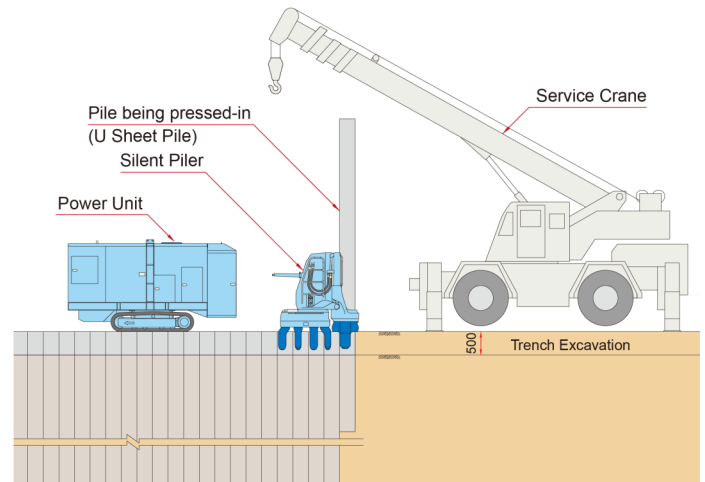 Service Crane
Pile being pressed-in
(U Sheet Pile)
Silent Piler
Power Unit
500
Trench Excavation